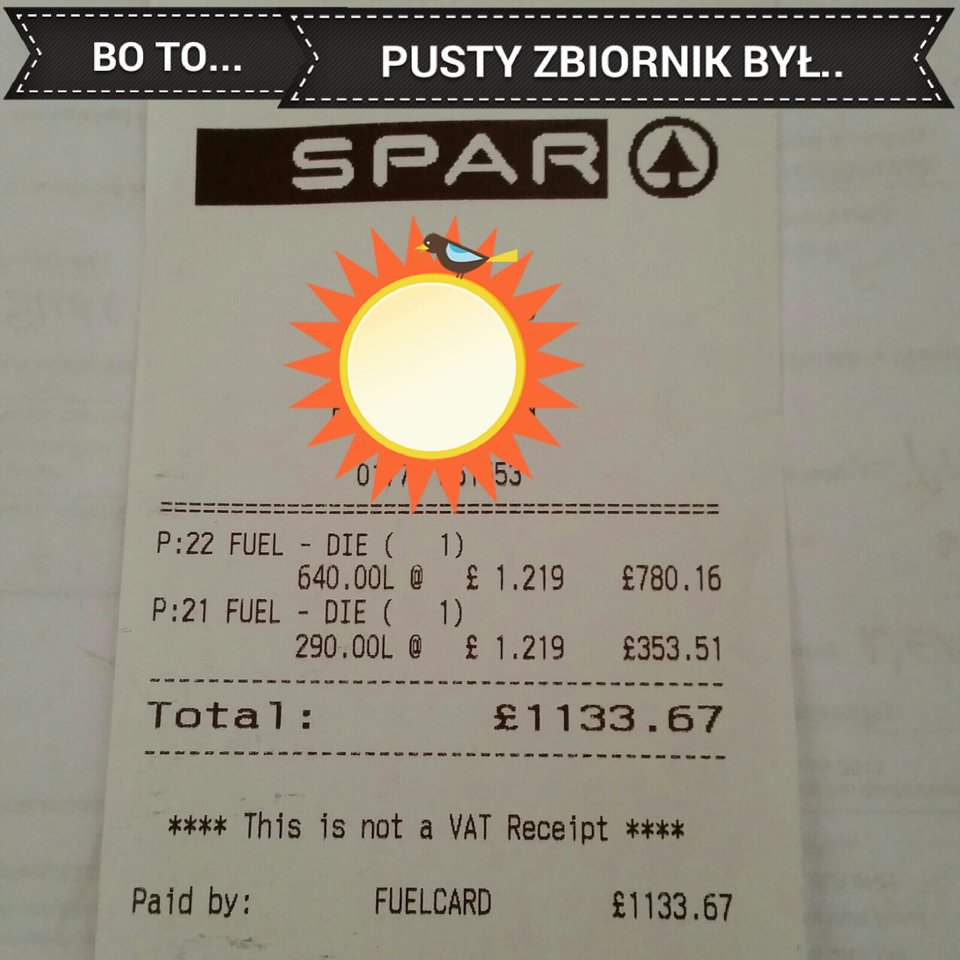 BO TO... PUSTY ZBIORNIK BYŁ..
SPAR
P:22 FUEL - DIE ( 1)
640.00L @ £ 1.219 £780.16
P:21 FUEL - DIE ( 1)
290.00L @ £ 1.219 £353.51
Total: £1133.67
**** This is not a VAT Receipt ****
Paid by: FUELCARD £1133.67